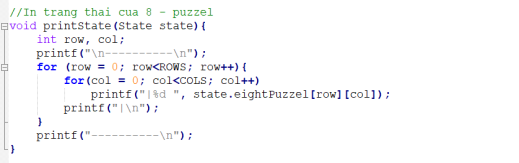 //In trang thai cua 8 - puzzel
void printState(State state){
    int row, col;
    printf("\n----------\n");
    for (row = 0; row<ROWS; row++){
        for(col = 0; col<COLS; col++)
            printf("|%d ", state.eightPuzzel[row][col]);
        printf("|\n");
    }
    printf("----------\n");
}